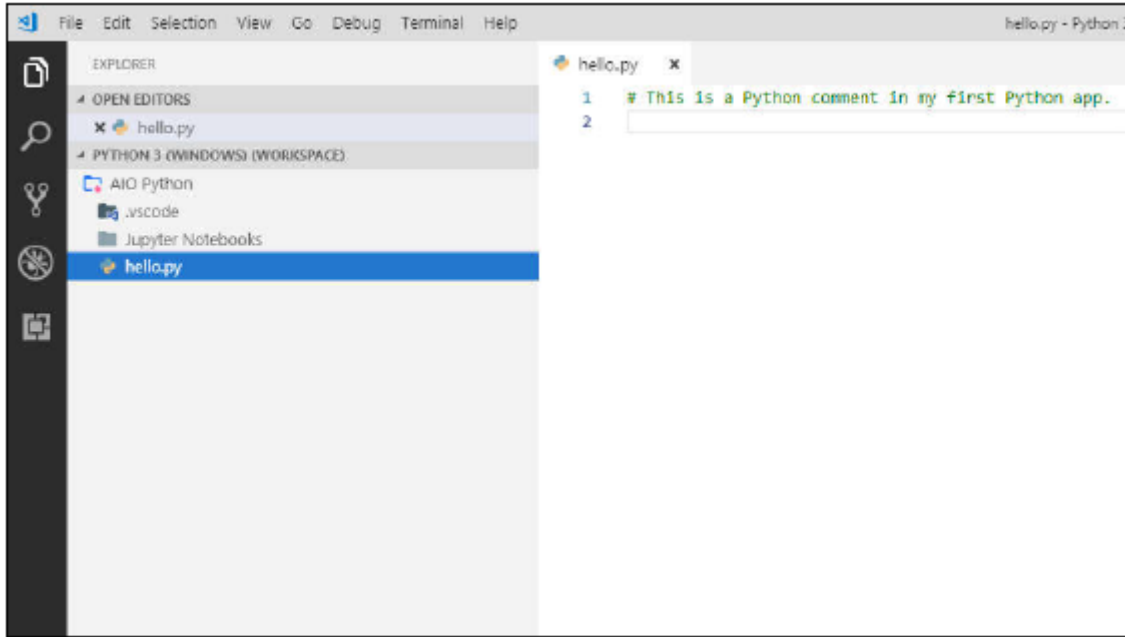 File Edit Selection View Go Debug Terminal Help
hello.py - Python
EXPLORER
OPEN EDITORS
hello.py
PYTHON 3 (WINDOWS) (WORKSPACE)
AIO Python
.vscode
Jupyter Notebooks
hello.py
hello.py
1 # This is a Python comment in my first Python app.
2